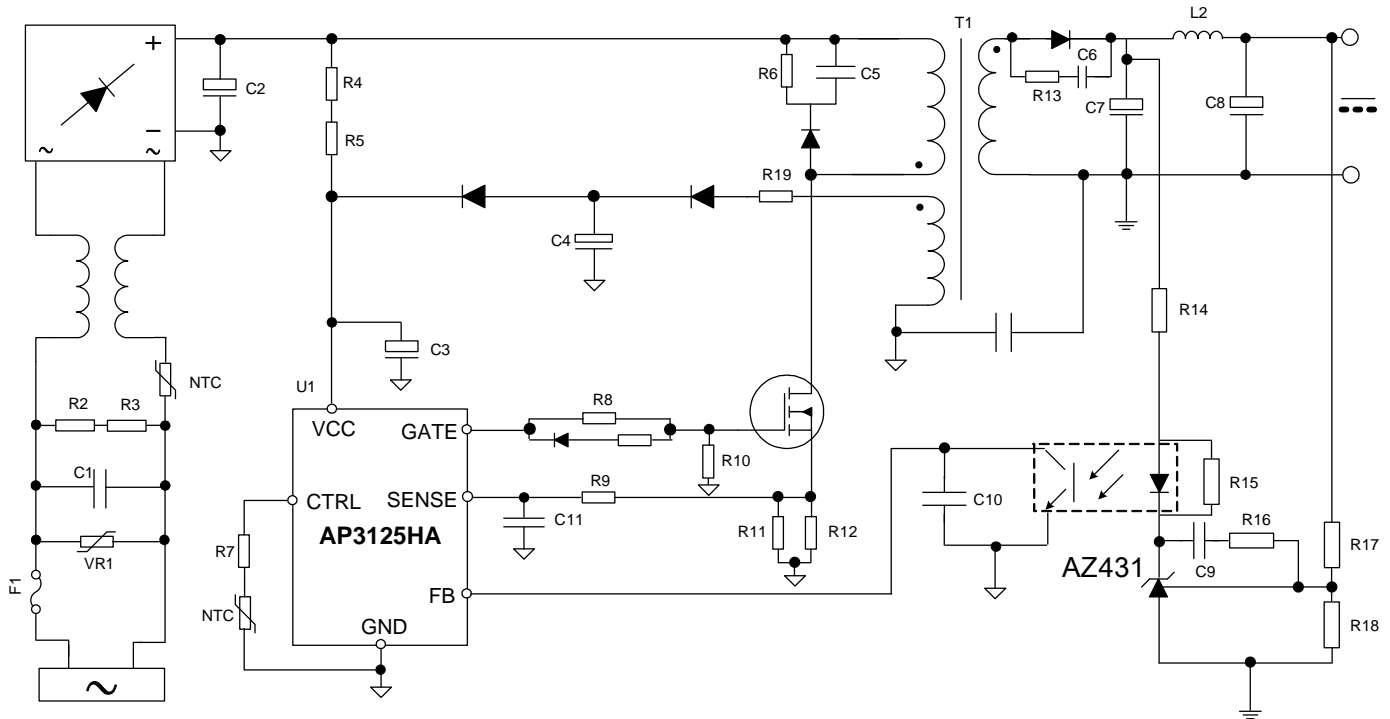 T1
L2
+
R4
C2
R6
C5
C6
R13
C7
C8
−
~
~
R5
R19
C4
R14
C3
NTC
U1
R2
R3
VCC
GATE
R8
R10
C1
CTRL
SENSE
R9
C10
R15
AP3125HA
C11
R11
R12
R16
R7
VR1
AZ431
C9
R17
F1
NTC
FB
GND
R18
~